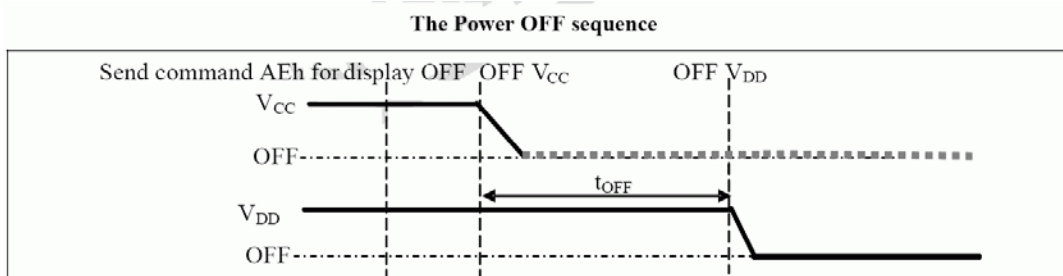 The Power OFF sequence
Send command AEh for display OFF OFF VCC OFF VDD
VCC
OFF
tOFF
VDD
OFF